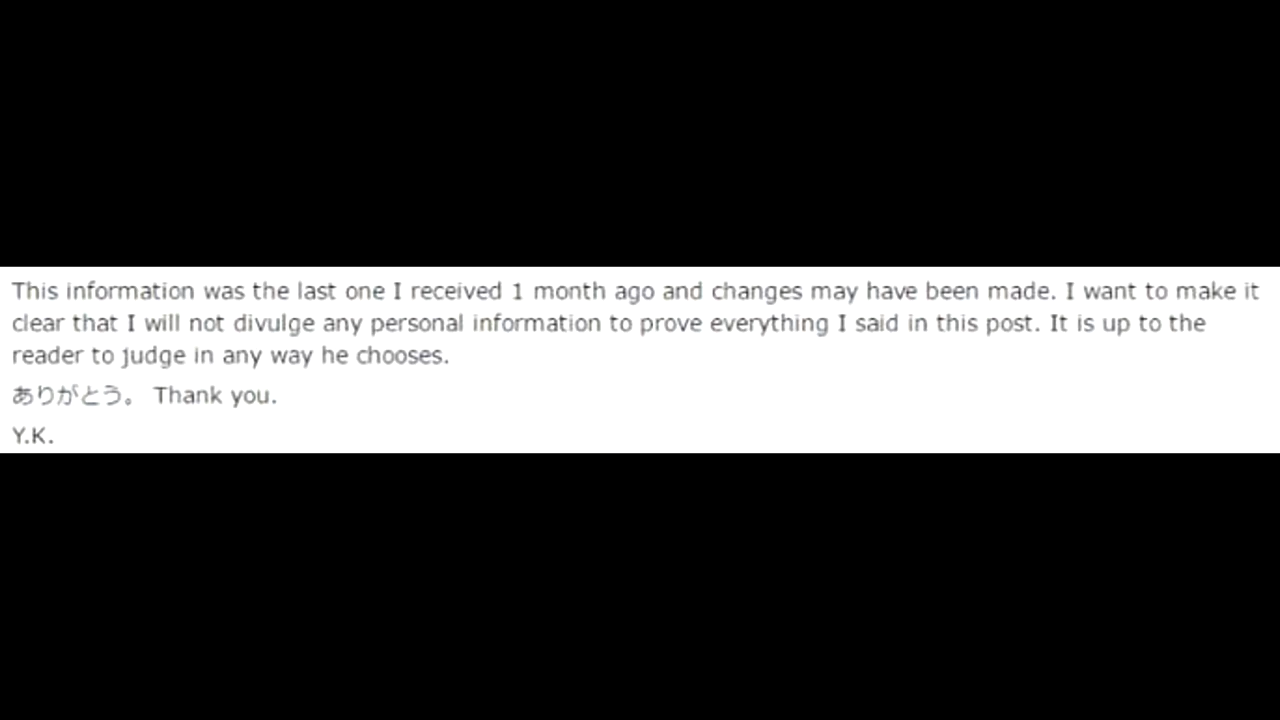 This information was the last one I received 1 month ago and changes may have been made. I want to make it
clear that I will not divulge any personal information to prove everything I said in this post. It is up to the
reader to judge in any way he chooses.
ありがとう。 Thank you.
Y.K.